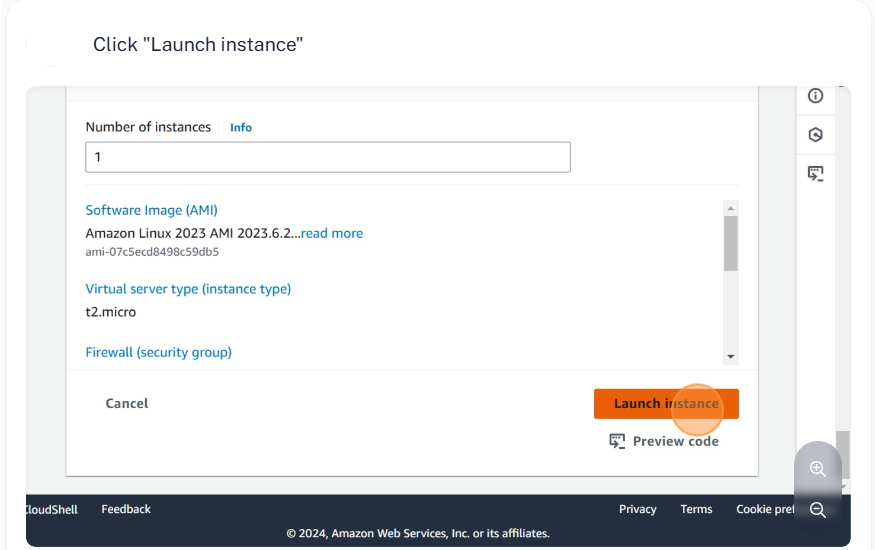 Click "Launch instance"
Number of instances Info
1
Software Image (AMI)
Amazon Linux 2023 AMI 2023.6.2...read more
ami-07c5ecd8498c59db5
Virtual server type (instance type)
t2.micro
Firewall (security group)
Cancel Launch instance
Preview code
CloudShell Feedback Privacy Terms Cookie pref
© 2024, Amazon Web Services, Inc. or its affiliates.